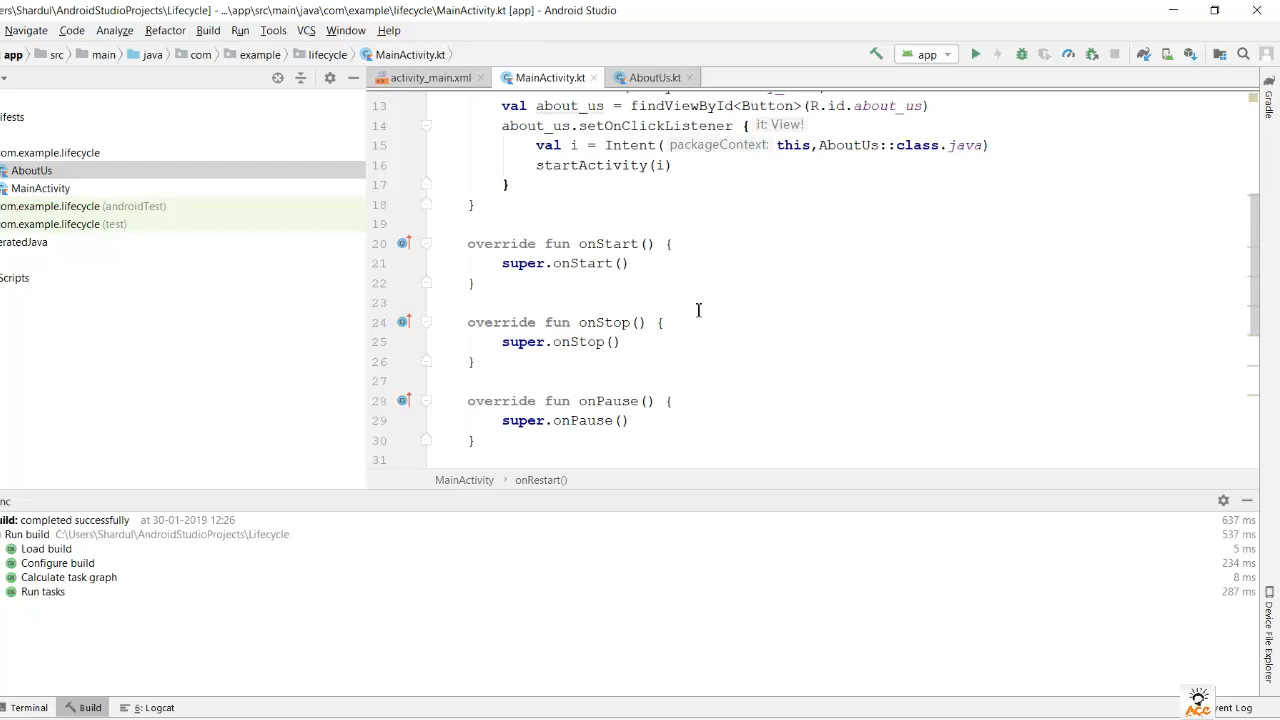 ers\Shardul\AndroidStudioProjects\Lifecycle] - ...\app\src\main\java\com\example\lifecycle\MainActivity.kt [app] - Android Studio
Navigate Code Analyze Refactor Build Run Tools VCS Window Help
app src main java com example lifecycle MainActivity.kt app
activity_main.xml MainActivity.kt AboutUs.kt
Gradle
13 val about_us = findViewById<Button>(R.id.about_us)
ifests
14 about_us.setOnClickListener { it: View!
15 val i = Intent( packageContext: this,AboutUs::class.java)
com.example.lifecycle
16 startActivity(i)
AboutUs
17 }
MainActivity
18 }
com.example.lifecycle (androidTest)
19
com.example.lifecycle (test)
20 override fun onStart() {
eratedJava
21 super.onStart()
Scripts
22 }
23
24 override fun onStop() {
25 super.onStop()
26 }
27
28 override fun onPause() {
29 super.onPause()
30 }
31
MainActivity › onRestart()
nc
ild: completed successfully at 30-01-2019 12:26 637 ms
Run build C:\Users\Shardul\AndroidStudioProjects\Lifecycle 537 ms
Load build 5 ms
Configure build 234 ms
Calculate task graph 8 ms
Run tasks 287 ms
Device File Explorer
Terminal Build 6: Logcat vent Log
ACC